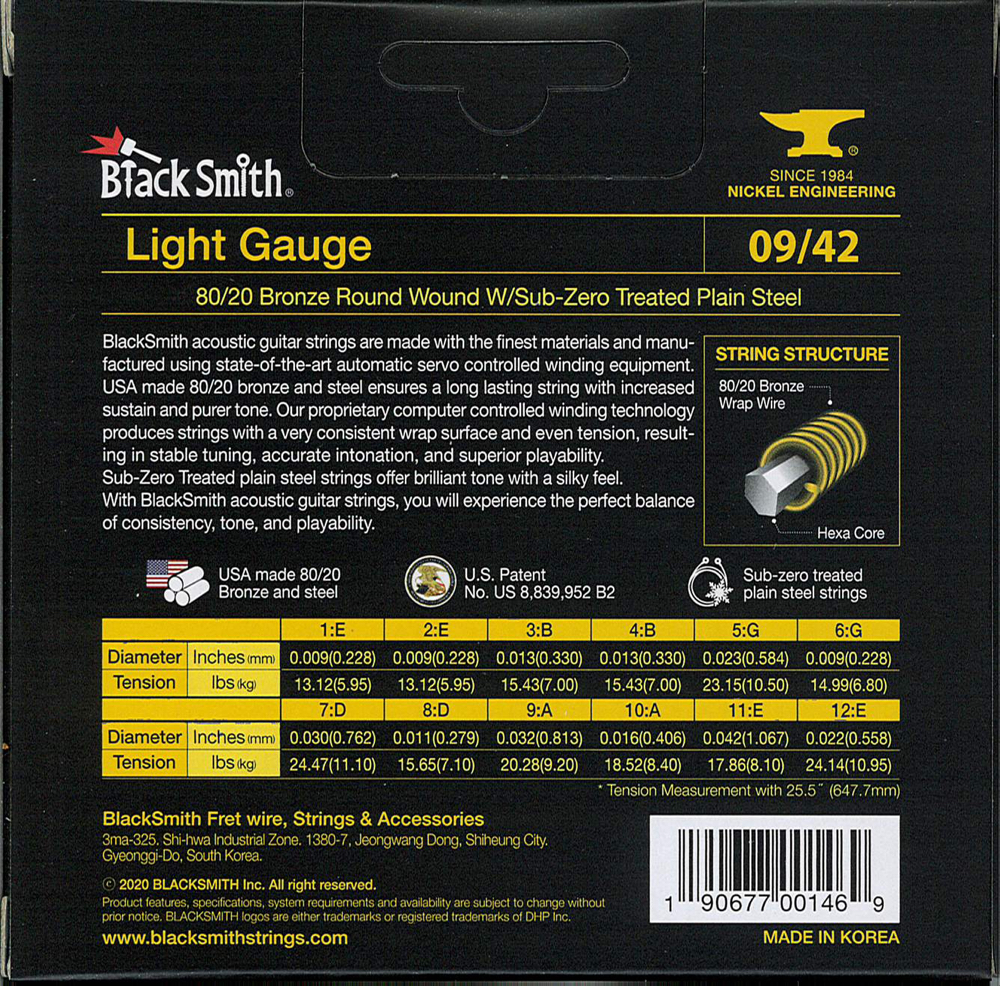 BlackSmith®
®
SINCE 1984
NICKEL ENGINEERING
Light Gauge
09/42
80/20 Bronze Round Wound W/Sub-Zero Treated Plain Steel
BlackSmith acoustic guitar strings are made with the finest materials and manu-
factured using state-of-the-art automatic servo controlled winding equipment.
USA made 80/20 bronze and steel ensures a long lasting string with increased
sustain and purer tone. Our proprietary computer controlled winding technology
produces strings with a very consistent wrap surface and even tension, result-
ing in stable tuning, accurate intonation, and superior playability.
Sub-Zero Treated plain steel strings offer brilliant tone with a silky feel.
With BlackSmith acoustic guitar strings, you will experience the perfect balance
of consistency, tone, and playability.
STRING STRUCTURE
80/20 Bronze
Wrap Wire
Hexa Core
USA made 80/20
Bronze and steel
U.S. Patent
No. US 8,839,952 B2
Sub-zero treated
plain steel strings
1:E 2:E 3:B 4:B 5:G 6:G
Diameter Inches(mm) 0.009(0.228) 0.009(0.228) 0.013(0.330) 0.013(0.330) 0.023(0.584) 0.009(0.228)
Tension lbs(kg) 13.12(5.95) 13.12(5.95) 15.43(7.00) 15.43(7.00) 23.15(10.50) 14.99(6.80)
7:D 8:D 9:A 10:A 11:E 12:E
Diameter Inches(mm) 0.030(0.762) 0.011(0.279) 0.032(0.813) 0.016(0.406) 0.042(1.067) 0.022(0.558)
Tension lbs(kg) 24.47(11.10) 15.65(7.10) 20.28(9.20) 18.52(8.40) 17.86(8.10) 24.14(10.95)
* Tension Measurement with 25.5˝ (647.7mm)
BlackSmith Fret wire, Strings & Accessories
3ma-325. Shi-hwa Industrial Zone. 1380-7, Jeongwang Dong, Shiheung City.
Gyeonggi-Do, South Korea.
© 2020 BLACKSMITH Inc. All right reserved.
Product features, specifications, system requirements and availability are subject to change without
prior notice. BLACKSMITH logos are either trademarks or registered trademarks of DHP Inc.
www.blacksmithstrings.com
1 90677 00146 9
MADE IN KOREA